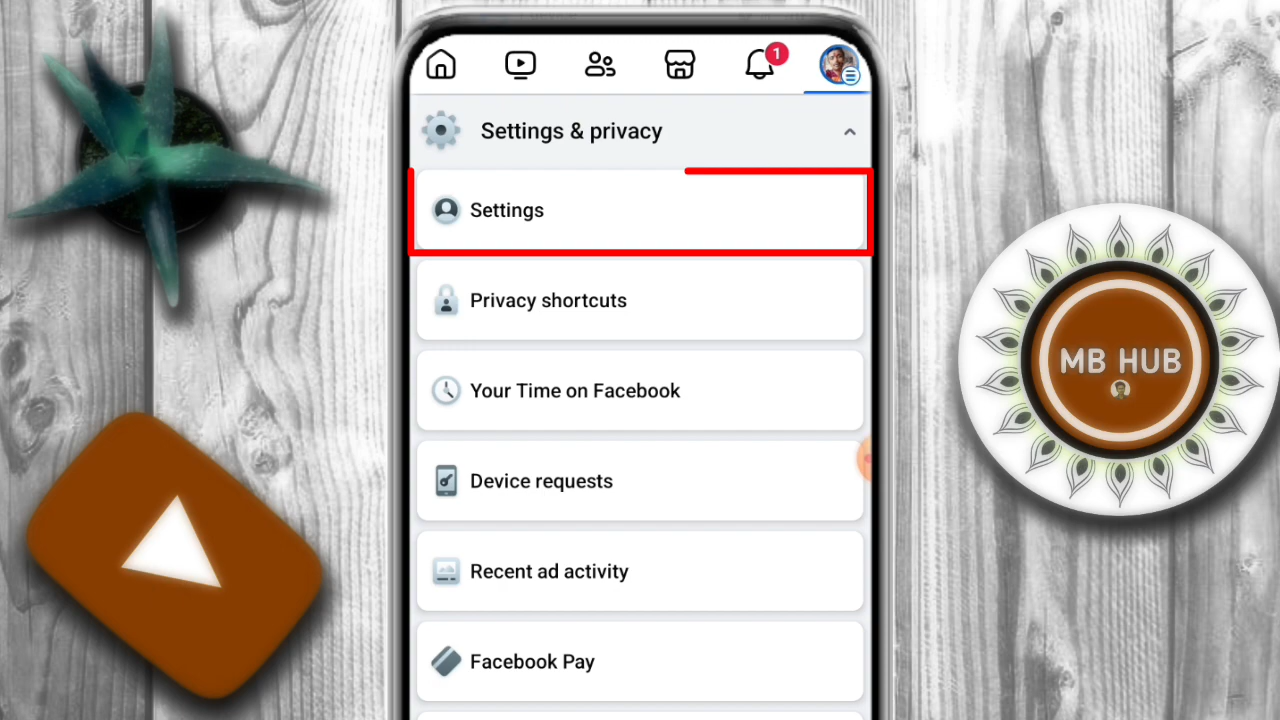 1
Settings & privacy
Settings
Privacy shortcuts
Your Time on Facebook
Device requests
Recent ad activity
Facebook Pay
MB HUB